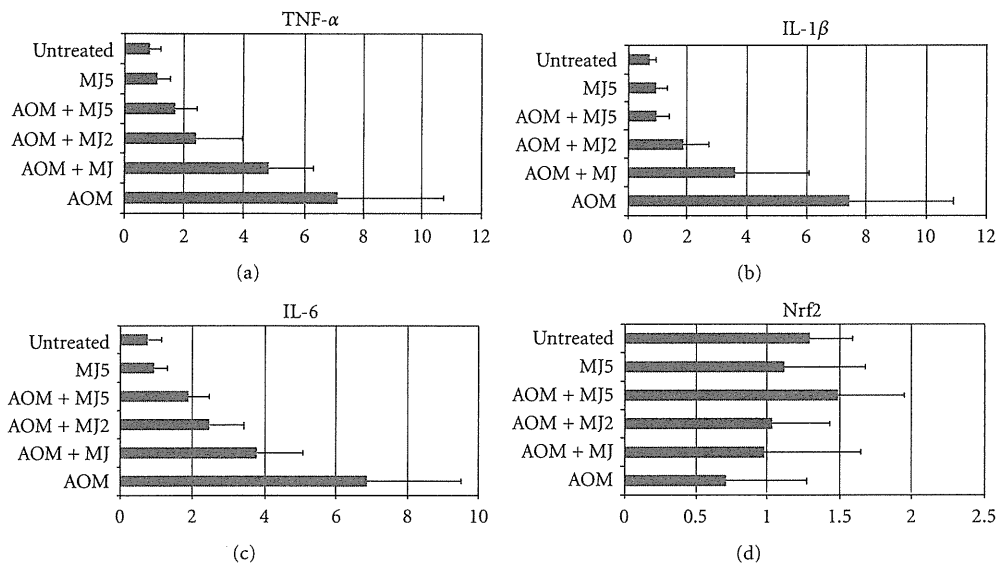 TNF-α
Untreated
MJ5
AOM + MJ5
AOM + MJ2
AOM + MJ
AOM
0 2 4 6 8 10 12
(a)
IL-1β
Untreated
MJ5
AOM + MJ5
AOM + MJ2
AOM + MJ
AOM
0 2 4 6 8 10 12
(b)
IL-6
Untreated
MJ5
AOM + MJ5
AOM + MJ2
AOM + MJ
AOM
0 2 4 6 8 10
(c)
Nrf2
Untreated
MJ5
AOM + MJ5
AOM + MJ2
AOM + MJ
AOM
0 0.5 1 1.5 2 2.5
(d)